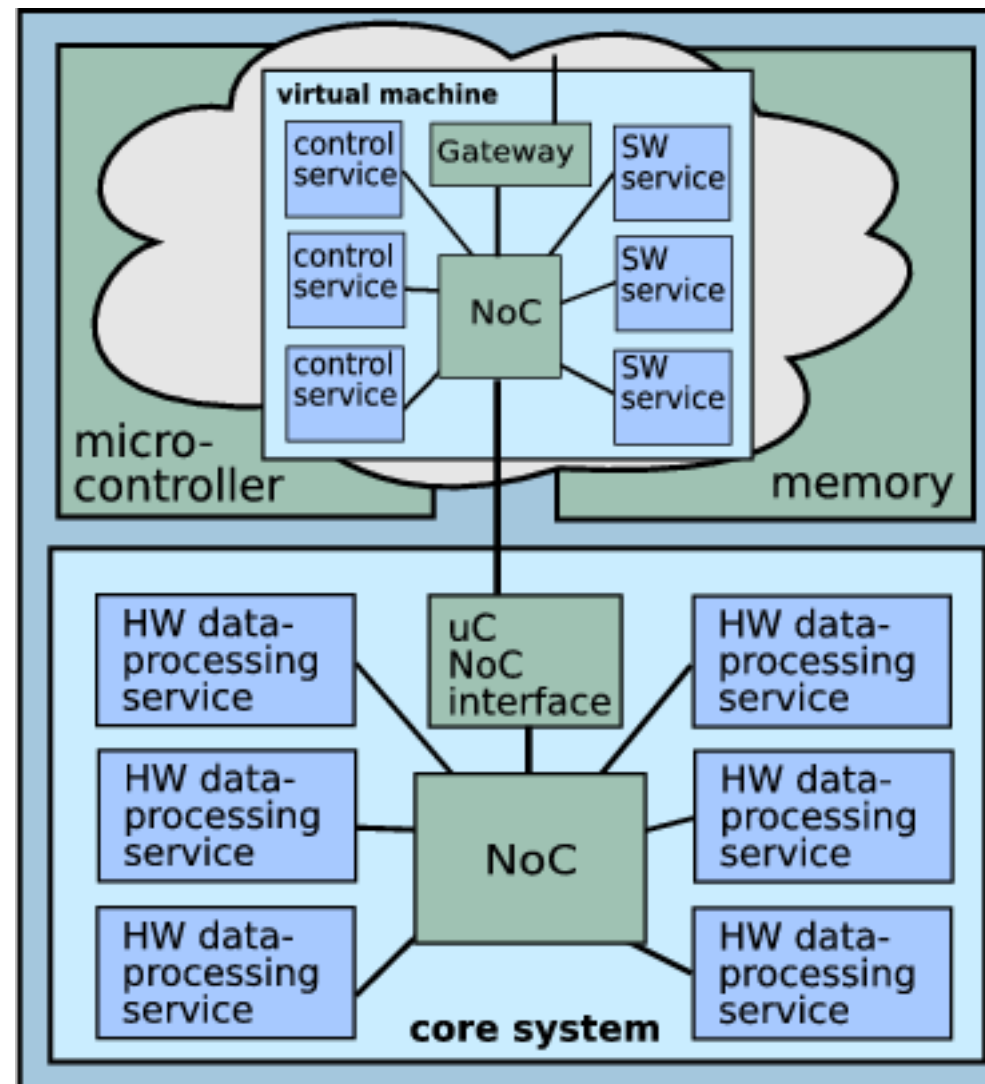 virtual machine
control
service
Gateway
SW
service
control
service
NoC
SW
service
control
service
SW
service
micro-
controller
memory
HW data-
processing
service
uC
NoC
interface
HW data-
processing
service
HW data-
processing
service
NoC
HW data-
processing
service
HW data-
processing
service
HW data-
processing
service
core system